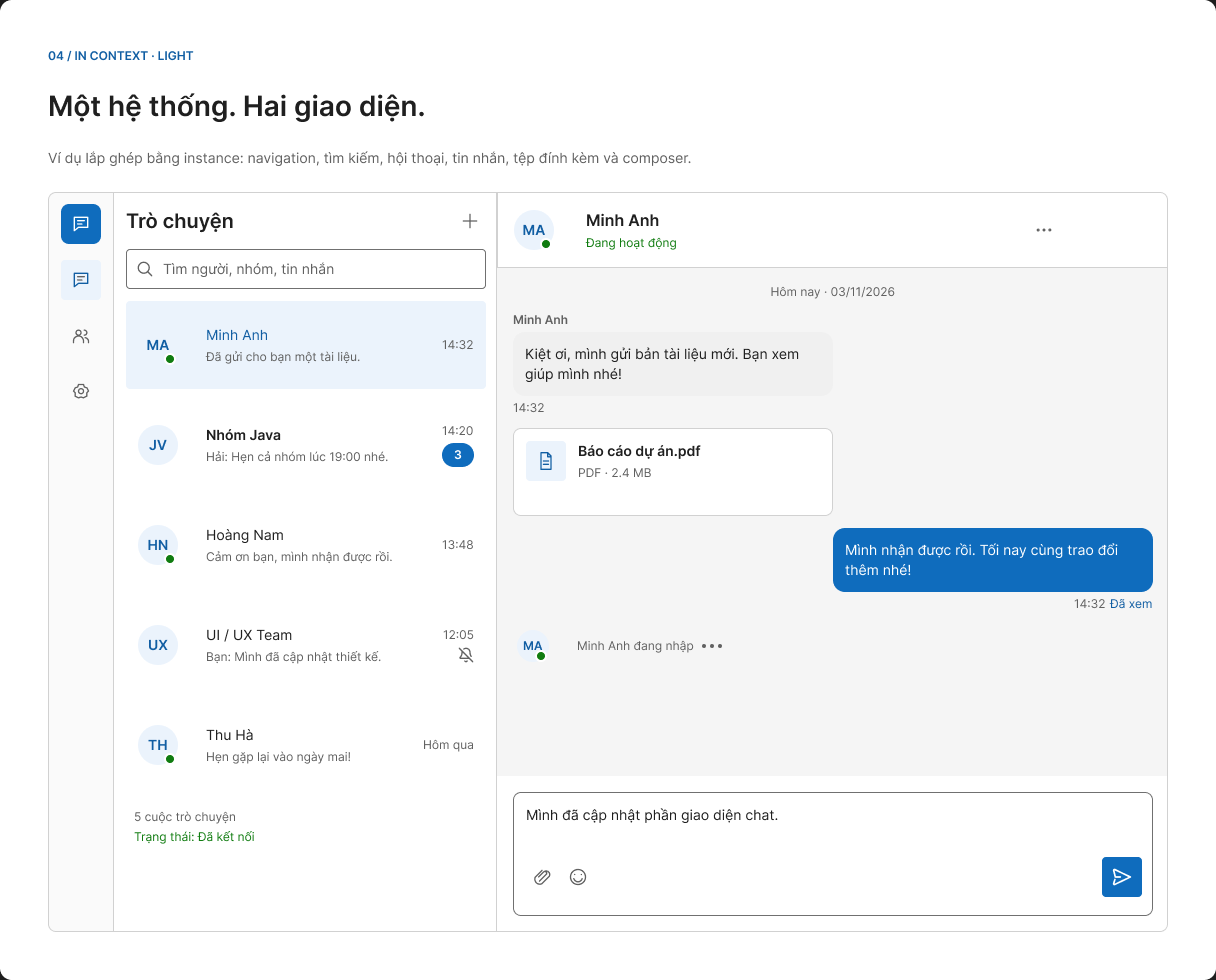 04 / IN CONTEXT · LIGHT
Một hệ thống. Hai giao diện.
Ví dụ lắp ghép bằng instance: navigation, tìm kiếm, hội thoại, tin nhắn, tệp đính kèm và composer.
Trò chuyện
Tìm người, nhóm, tin nhắn
MA
Minh Anh
14:32
Đã gửi cho bạn một tài liệu.
JV
Nhóm Java
14:20
Hải: Hẹn cả nhóm lúc 19:00 nhé.
3
HN
Hoàng Nam
13:48
Cảm ơn bạn, mình nhận được rồi.
UX
UI / UX Team
12:05
Bạn: Mình đã cập nhật thiết kế.
TH
Thu Hà
Hôm qua
Hẹn gặp lại vào ngày mai!
5 cuộc trò chuyện
Trạng thái: Đã kết nối
MA
Minh Anh
Đang hoạt động
Hôm nay · 03/11/2026
Minh Anh
Kiệt ơi, mình gửi bản tài liệu mới. Bạn xem
giúp mình nhé!
14:32
Báo cáo dự án.pdf
PDF · 2.4 MB
Mình nhận được rồi. Tối nay cùng trao đổi
thêm nhé!
14:32 Đã xem
MA
Minh Anh đang nhập
Mình đã cập nhật phần giao diện chat.